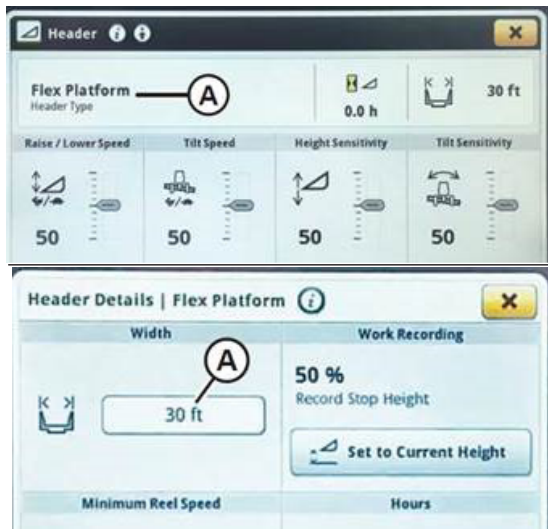 Header
Flex Platform
Header Type
A
0.0 h
30 ft
Raise / Lower Speed
Tilt Speed
Height Sensitivity
Tilt Sensitivity
50
50
50
50
Header Details | Flex Platform
Width
Work Recording
A
30 ft
50 %
Record Stop Height
Set to Current Height
Minimum Reel Speed
Hours